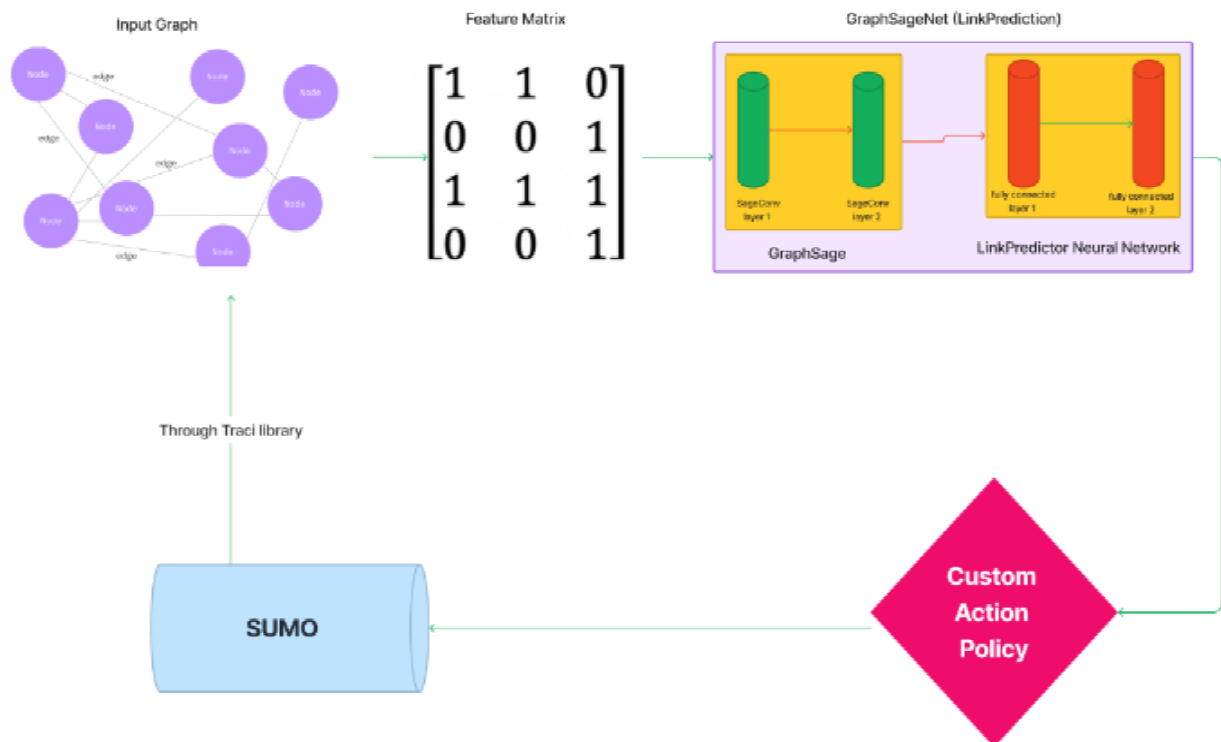 Input Graph
Feature Matrix
GraphSageNet (LinkPrediction)
Node
edge
Node
Node
Node
edge
Node
edge
Node
Node
Node
Node
edge
Node
1 1 0
0 0 1
1 1 1
0 0 1
SageConv
layer 1
SageConv
layer 2
GraphSage
fully connected
layer 1
fully connected
layer 2
LinkPredictor Neural Network
Through Traci library
SUMO
Custom
Action
Policy